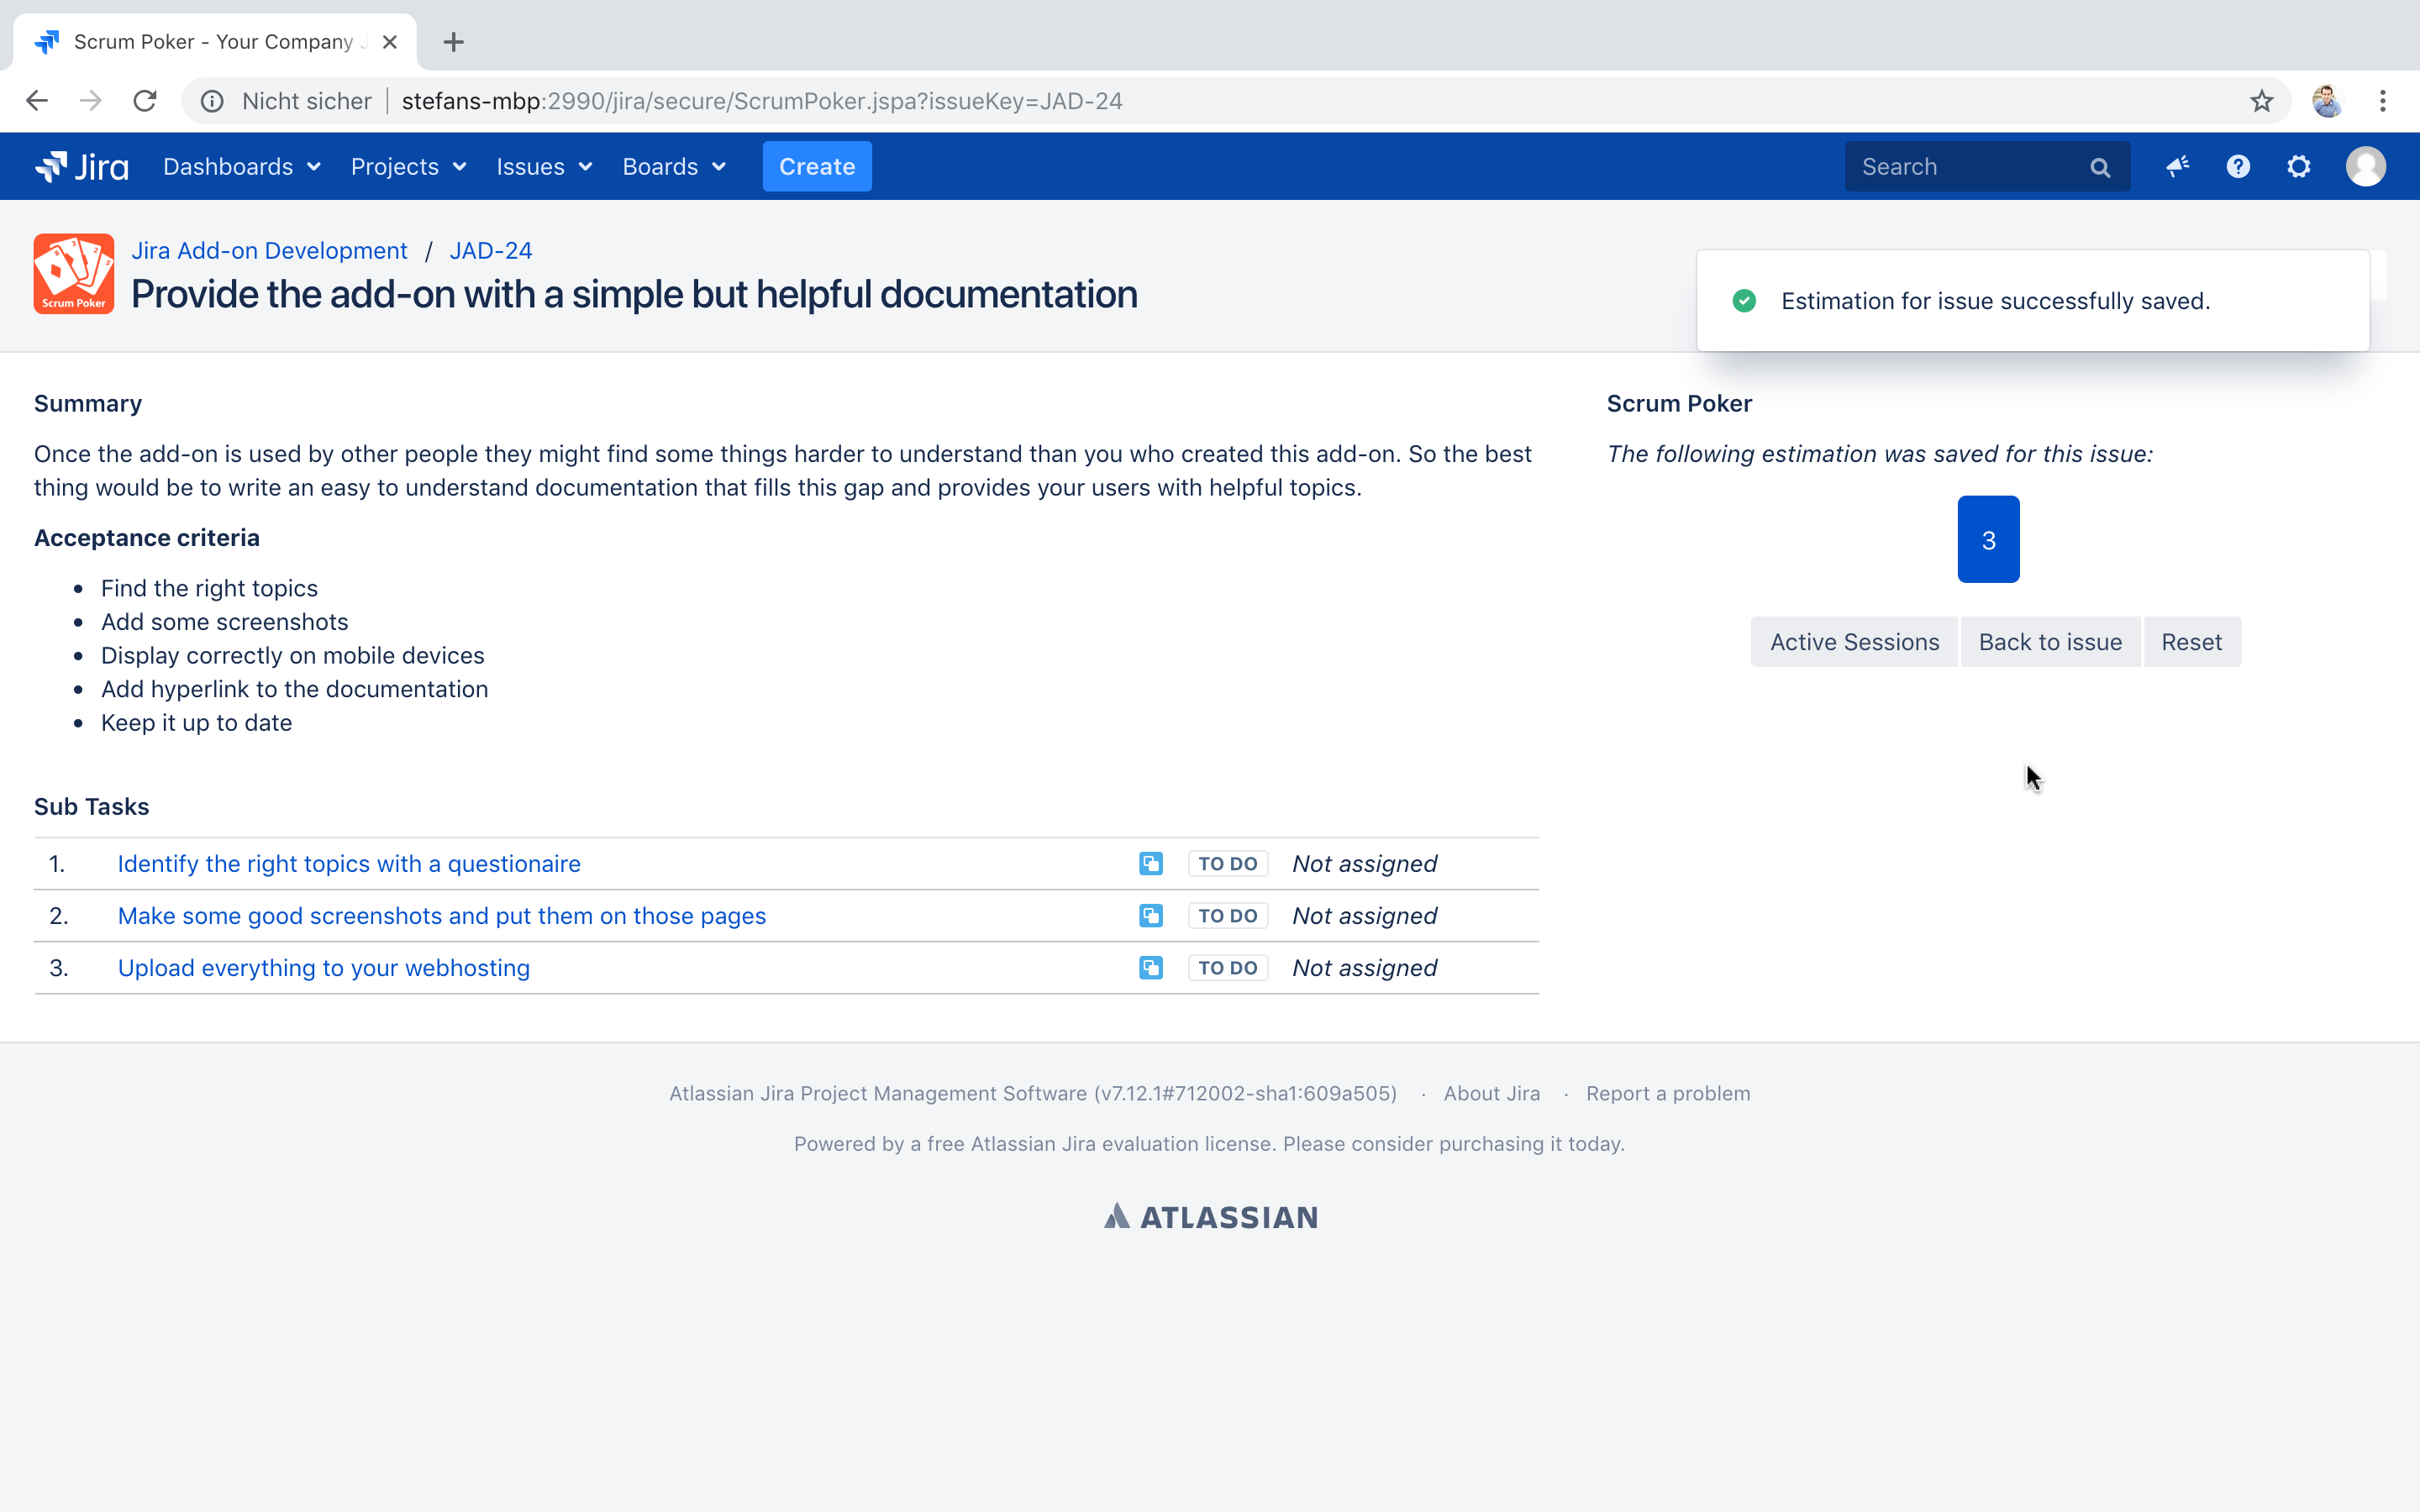 Scrum Poker - Your Company J
Nicht sicher stefans-mbp:2990/jira/secure/ScrumPoker.jspa?issueKey=JAD-24
Jira Dashboards Projects Issues Boards Create Search
Scrum Poker
Jira Add-on Development / JAD-24
Provide the add-on with a simple but helpful documentation
Estimation for issue successfully saved.
Summary
Once the add-on is used by other people they might find some things harder to understand than you who created this add-on. So the best
thing would be to write an easy to understand documentation that fills this gap and provides your users with helpful topics.
Acceptance criteria
• Find the right topics
• Add some screenshots
• Display correctly on mobile devices
• Add hyperlink to the documentation
• Keep it up to date
Sub Tasks
1. Identify the right topics with a questionaire TO DO Not assigned
2. Make some good screenshots and put them on those pages TO DO Not assigned
3. Upload everything to your webhosting TO DO Not assigned
Scrum Poker
The following estimation was saved for this issue:
3
Active Sessions Back to issue Reset
Atlassian Jira Project Management Software (v7.12.1#712002-sha1:609a505) · About Jira · Report a problem
Powered by a free Atlassian Jira evaluation license. Please consider purchasing it today.
ATLASSIAN